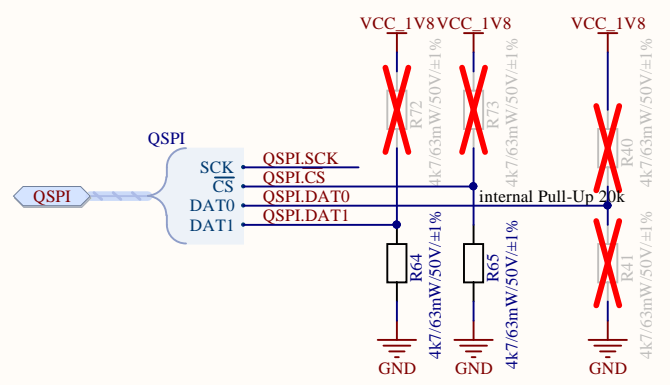 VCC_1V8
VCC_1V8
VCC_1V8
R72
4k7/63mW/50V/±1%
R73
4k7/63mW/50V/±1%
R40
4k7/63mW/50V/±1%
QSPI
QSPI
SCK
QSPI.SCK
CS
QSPI.CS
DAT0
QSPI.DAT0
internal Pull-Up 20k
DAT1
QSPI.DAT1
R64
4k7/63mW/50V/±1%
R65
4k7/63mW/50V/±1%
R41
4k7/63mW/50V/±1%
GND
GND
GND